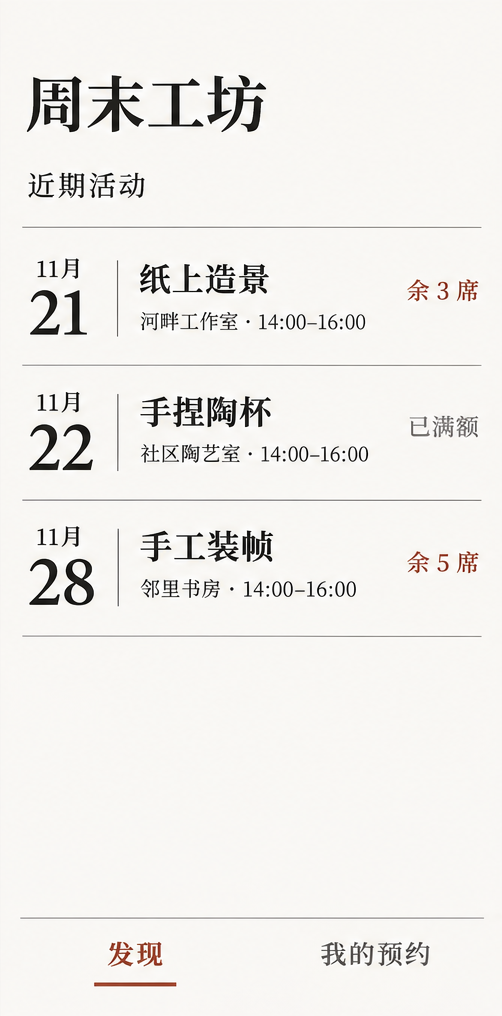 周末工坊
近期活动
11月
21
纸上造景
河畔工作室 · 14:00–16:00
余 3 席
11月
22
手捏陶杯
社区陶艺室 · 14:00–16:00
已满额
11月
28
手工装帧
邻里书房 · 14:00–16:00
余 5 席
发现
我的预约